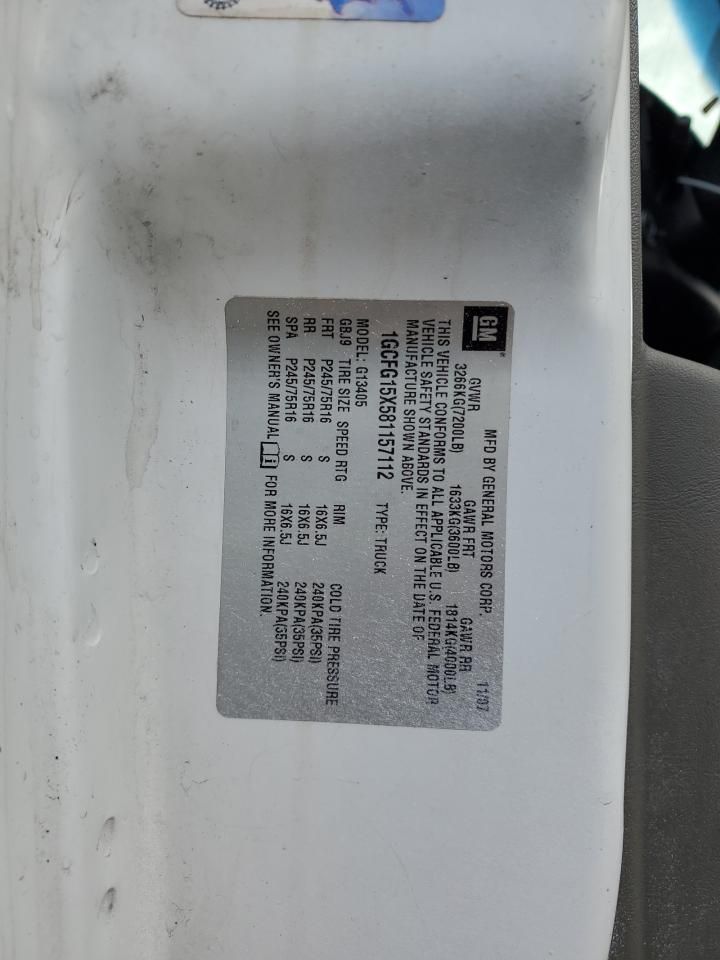 GM
MFD BY GENERAL MOTORS CORP. 11/07
GVWR GAWR FRT GAWR RR
3266KG(7200LB) 1633KG(3600LB) 1814KG(4000LB)
THIS VEHICLE CONFORMS TO ALL APPLICABLE U.S. FEDERAL MOTOR
VEHICLE SAFETY STANDARDS IN EFFECT ON THE DATE OF
MANUFACTURE SHOWN ABOVE.
1GCFG15X581157112 TYPE: TRUCK
MODEL: G13405
GBJ9 TIRE SIZE SPEED RTG RIM COLD TIRE PRESSURE
FRT P245/75R16 S 16X6.5J 240KPA(35PSI)
RR P245/75R16 S 16X6.5J 240KPA(35PSI)
SPA P245/75R16 S 16X6.5J 240KPA(35PSI)
SEE OWNER'S MANUAL FOR MORE INFORMATION.